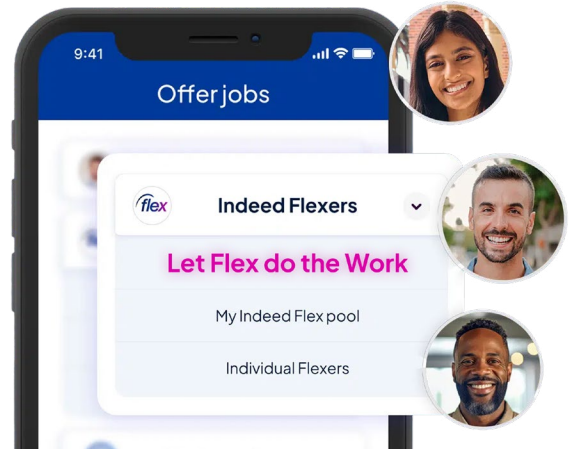 9:41
Offer jobs
flex
Indeed Flexers
Let Flex do the Work
My Indeed Flex pool
Individual Flexers